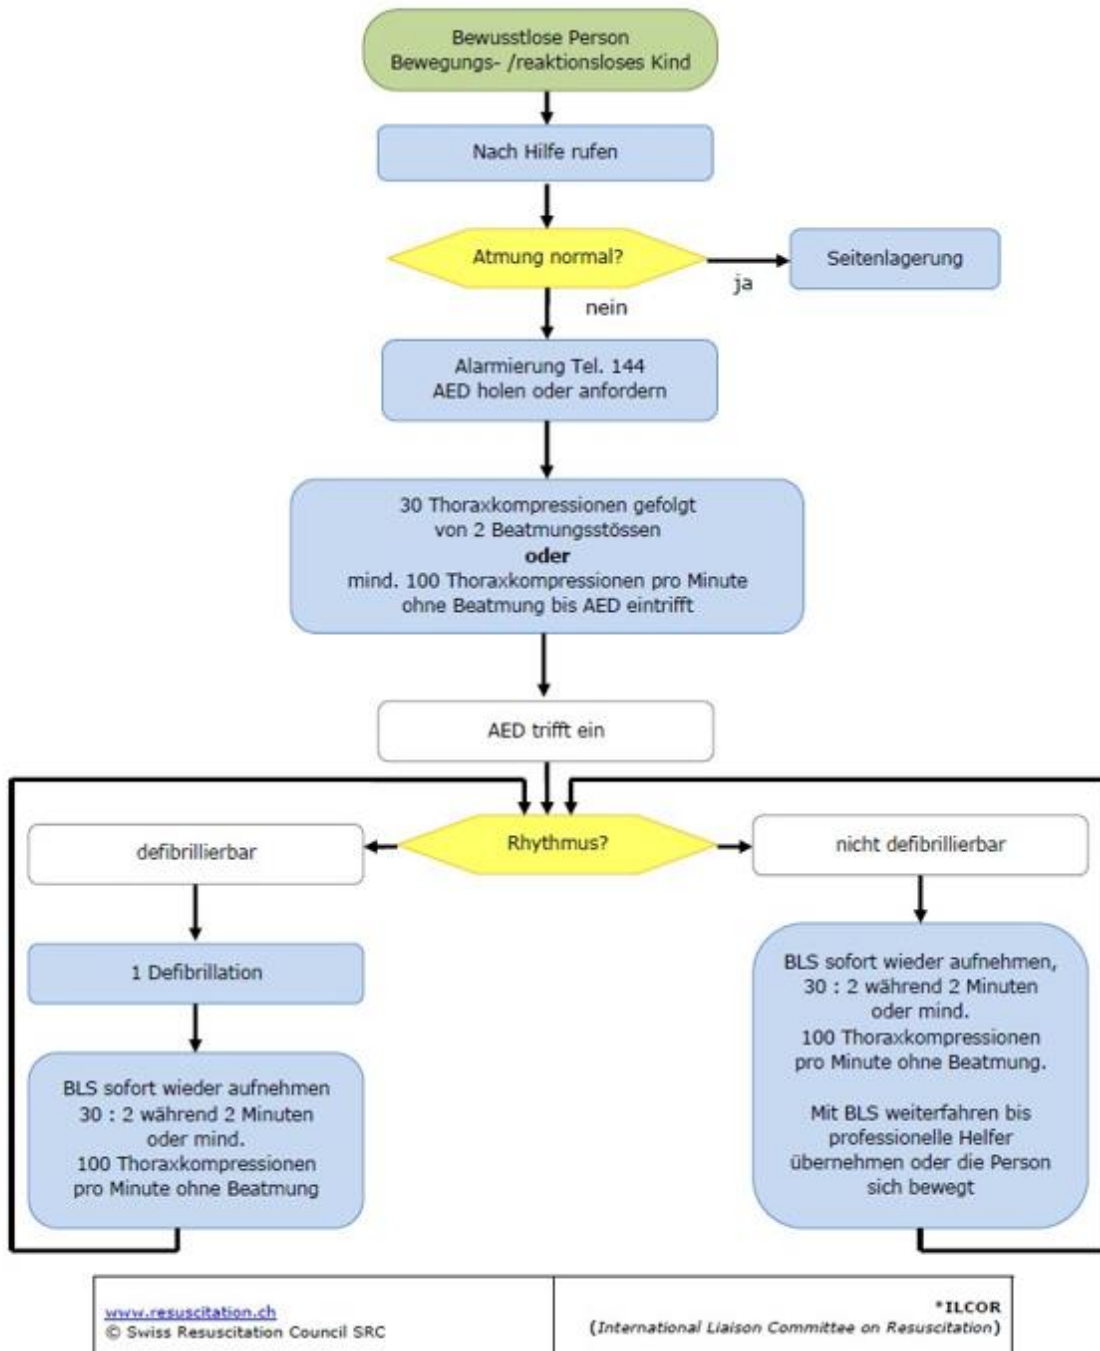 Bewusstlose Person
Bewegungs- /reaktionsloses Kind
Nach Hilfe rufen
Atmung normal?
ja
Seitenlagerung
nein
Alarmierung Tel. 144
AED holen oder anfordern
30 Thoraxkompressionen gefolgt
von 2 Beatmungsstössen
oder
mind. 100 Thoraxkompressionen pro Minute
ohne Beatmung bis AED eintrifft
AED trifft ein
Rhythmus?
defibrillierbar
1 Defibrillation
BLS sofort wieder aufnehmen
30 : 2 während 2 Minuten
oder mind.
100 Thoraxkompressionen
pro Minute ohne Beatmung
nicht defibrillierbar
BLS sofort wieder aufnehmen,
30 : 2 während 2 Minuten
oder mind.
100 Thoraxkompressionen
pro Minute ohne Beatmung.
Mit BLS weiterfahren bis
professionelle Helfer
übernehmen oder die Person
sich bewegt
www.resuscitation.ch
© Swiss Resuscitation Council SRC
*ILCOR
(International Liaison Committee on Resuscitation)